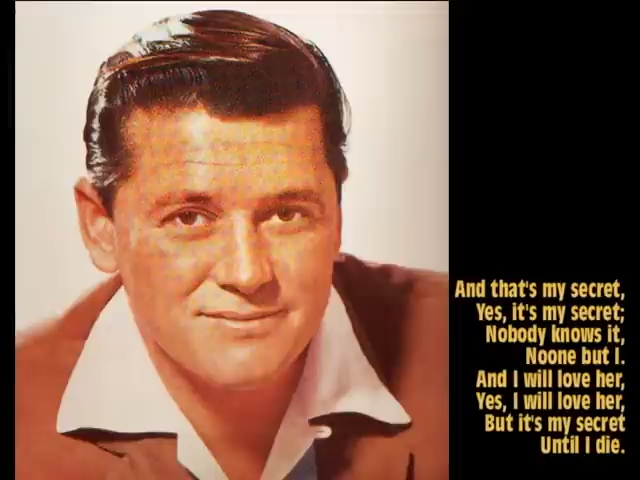 And that's my secret,
Yes, it's my secret;
Nobody knows it,
Noone but I.
And I will love her,
Yes, I will love her,
But it's my secret
Until I die.